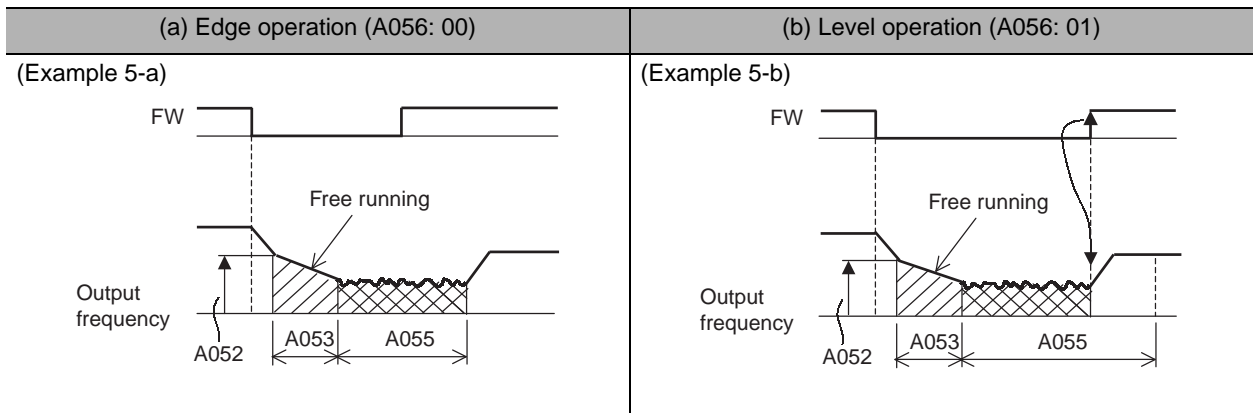 (a) Edge operation (A056: 00)
(b) Level operation (A056: 01)
(Example 5-a)
FW
Free running
Output
frequency
A052
A053
A055
(Example 5-b)
FW
Free running
Output
frequency
A052
A053
A055